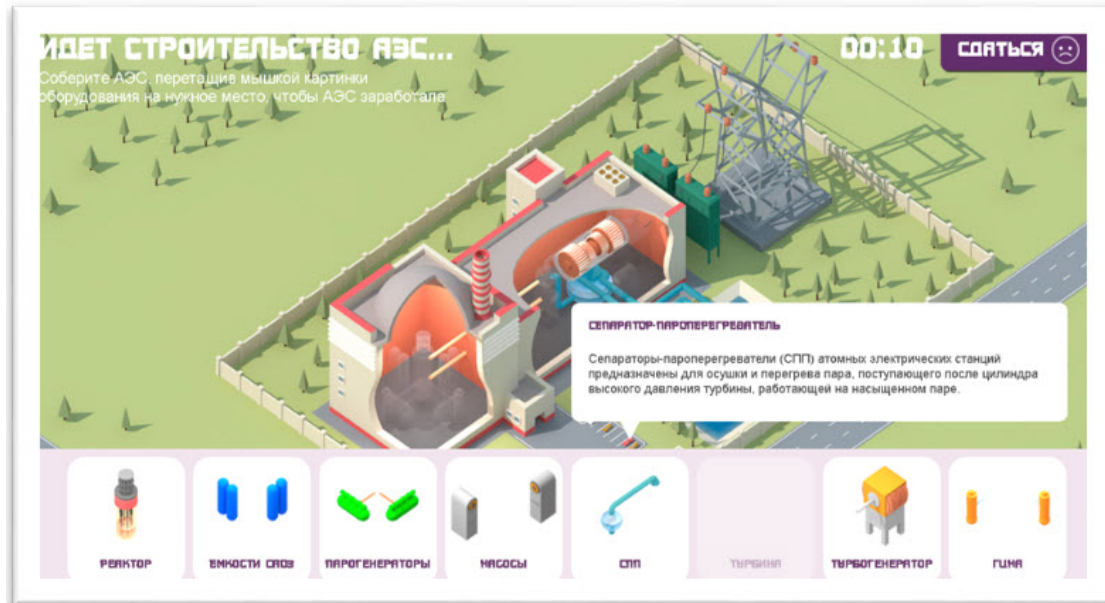 ИДЕТ СТРОИТЕЛЬСТВО АЭС...
Соберите АЭС, перетащив мышкой картинки
оборудования на нужное место, чтобы АЭС заработала
00:10
СДАТЬСЯ
СЕПАРАТОР-ПАРОПЕРЕГРЕВАТЕЛЬ
Сепараторы-пароперегреватели (СПП) атомных электрических станций
предназначены для осушки и перегрева пара, поступающего после цилиндра
высокого давления турбины, работающей на насыщенном паре.
РЕАКТОР
ЕМКОСТИ САОЗ
ПАРОГЕНЕРАТОРЫ
НАСОСЫ
СПП
ТУРБИНА
ТУРБОГЕНЕРАТОР
ГЦНА